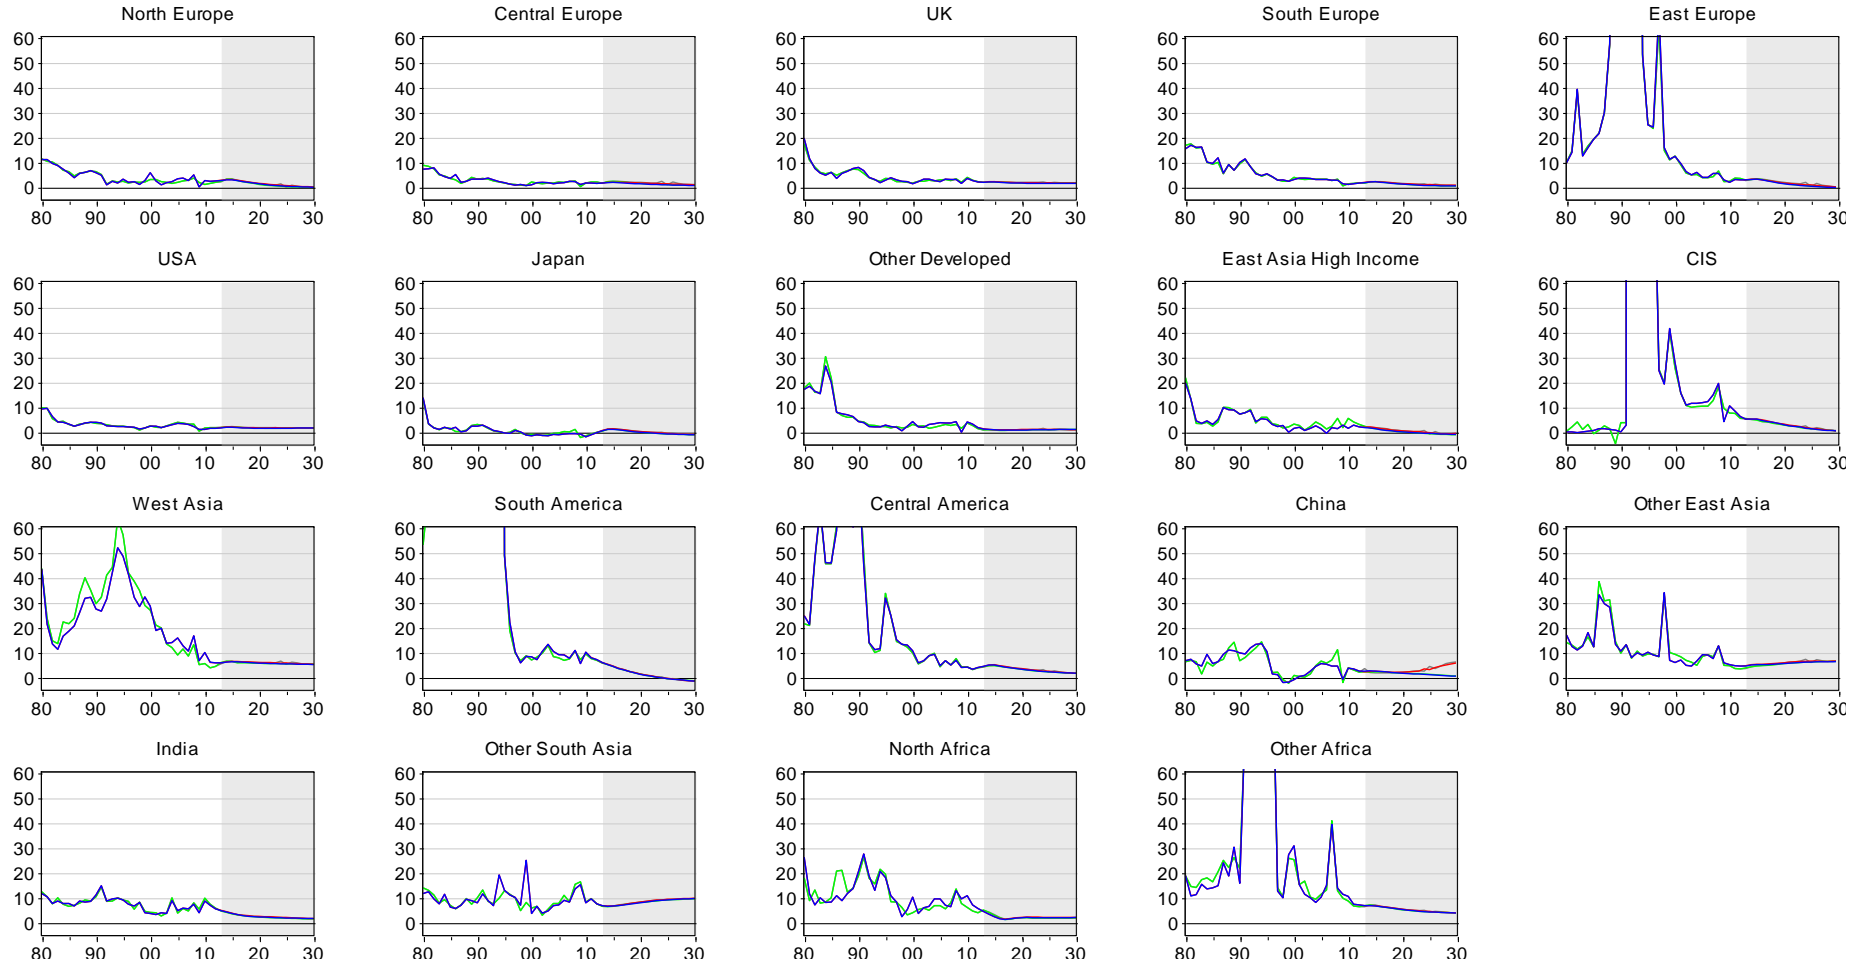 North Europe Central Europe UK South Europe East Europe
60 60 60 60 60
50 50 50 50 50
40 40 40 40 40
30 30 30 30 30
20 20 20 20 20
10 10 10 10 10
0 0 0 0 0
80 90 00 10 20 30 80 90 00 10 20 30 80 90 00 10 20 30 80 90 00 10 20 30 80 90 00 10 20 30
USA Japan Other Developed East Asia High Income CIS
60 60 60 60 60
50 50 50 50 50
40 40 40 40 40
30 30 30 30 30
20 20 20 20 20
10 10 10 10 10
0 0 0 0 0
80 90 00 10 20 30 80 90 00 10 20 30 80 90 00 10 20 30 80 90 00 10 20 30 80 90 00 10 20 30
West Asia South America Central America China Other East Asia
60 60 60 60 60
50 50 50 50 50
40 40 40 40 40
30 30 30 30 30
20 20 20 20 20
10 10 10 10 10
0 0 0 0 0
80 90 00 10 20 30 80 90 00 10 20 30 80 90 00 10 20 30 80 90 00 10 20 30 80 90 00 10 20 30
India Other South Asia North Africa Other Africa
60 60 60 60
50 50 50 50
40 40 40 40
30 30 30 30
20 20 20 20
10 10 10 10
0 0 0 0
80 90 00 10 20 30 80 90 00 10 20 30 80 90 00 10 20 30 80 90 00 10 20 30